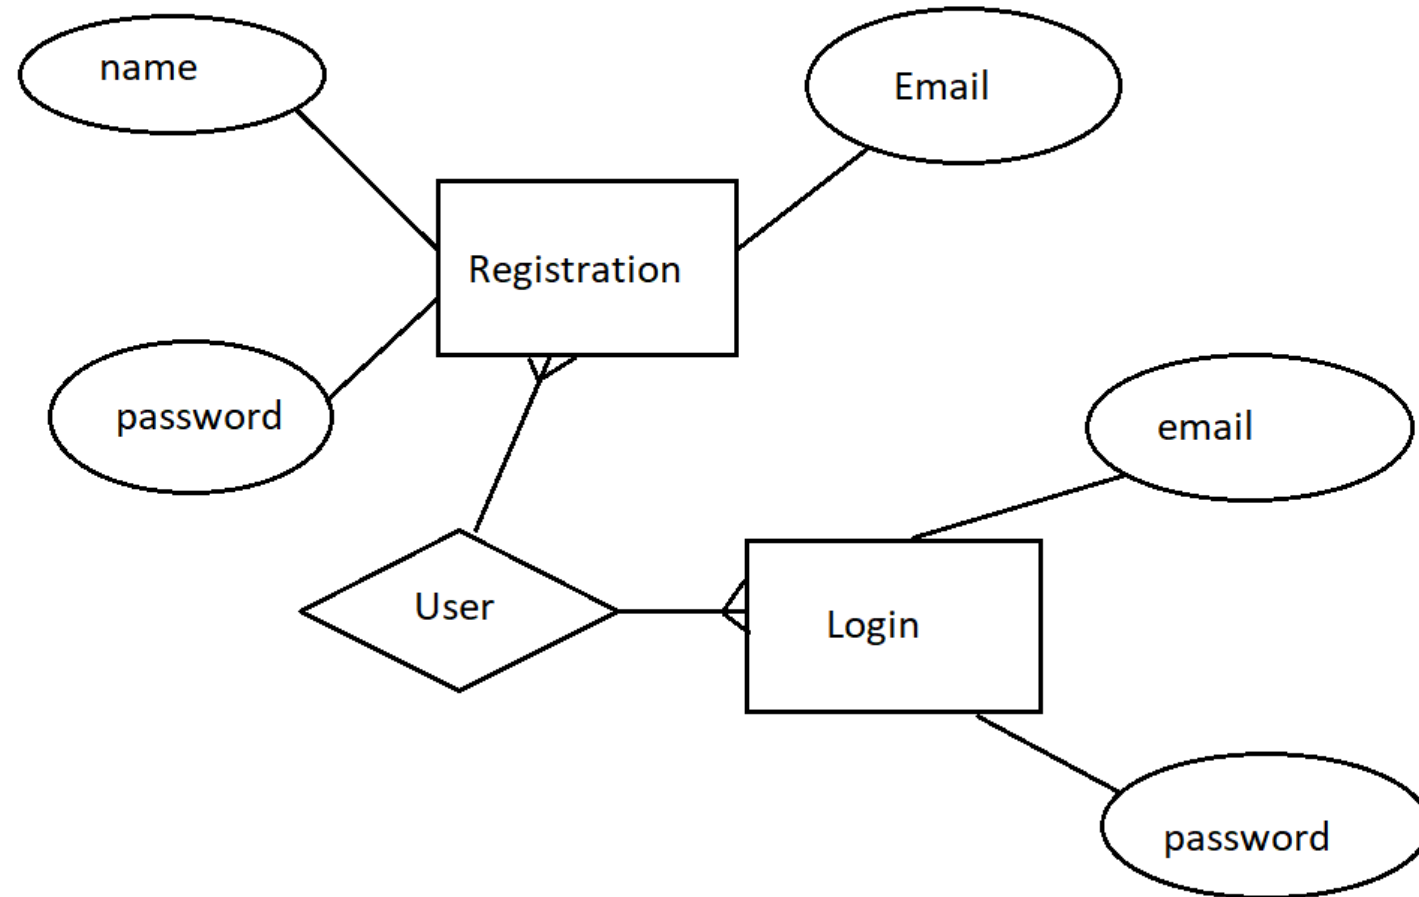 name
Email
Registration
password
email
User
Login
password